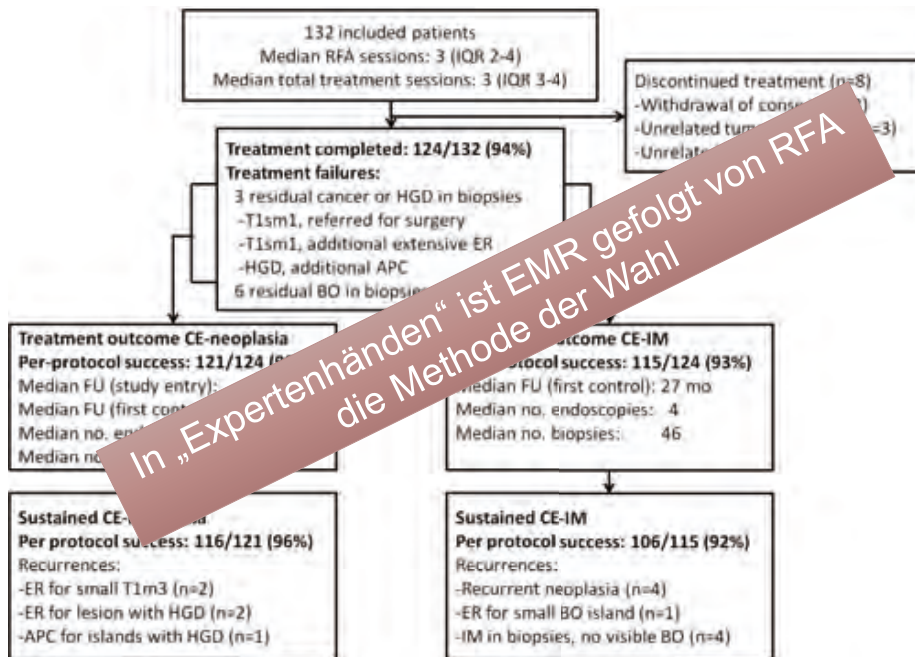 132 included patients
Median RFA sessions: 3 (IQR 2-4)
Median total treatment sessions: 3 (IQR 3-4)
Discontinued treatment (n=8)
-Withdrawal of
-Unrelated =3)
-Unrelated
Treatment completed: 124/132 (94%)
Treatment failures:
3 residual cancer or HGD in biopsies
-T1sm1, referred for surgery
-T1sm1, additional extensive ER
-HGD, additional APC
6 residual BO in biopsies
In „Expertenhänden“ ist EMR gefolgt von RFA
die Methode der Wahl
Treatment outcome CE-neoplasia
Per-protocol success: 121/124
Median FU (study entry):
Median FU (first
Median no.
Median
outcome CE-IM
success: 115/124 (93%)
Median FU (first control): 27 mo
Median no. endoscopies: 4
Median no. biopsies: 46
Sustained
Per protocol success: 116/121 (96%)
Recurrences:
-ER for small T1m3 (n=2)
-ER for lesion with HGD (n=2)
-APC for islands with HGD (n=1)
Sustained CE-IM
Per protocol success: 106/115 (92%)
Recurrences:
-Recurrent neoplasia (n=4)
-ER for small BO island (n=1)
-IM in biopsies, no visible BO (n=4)